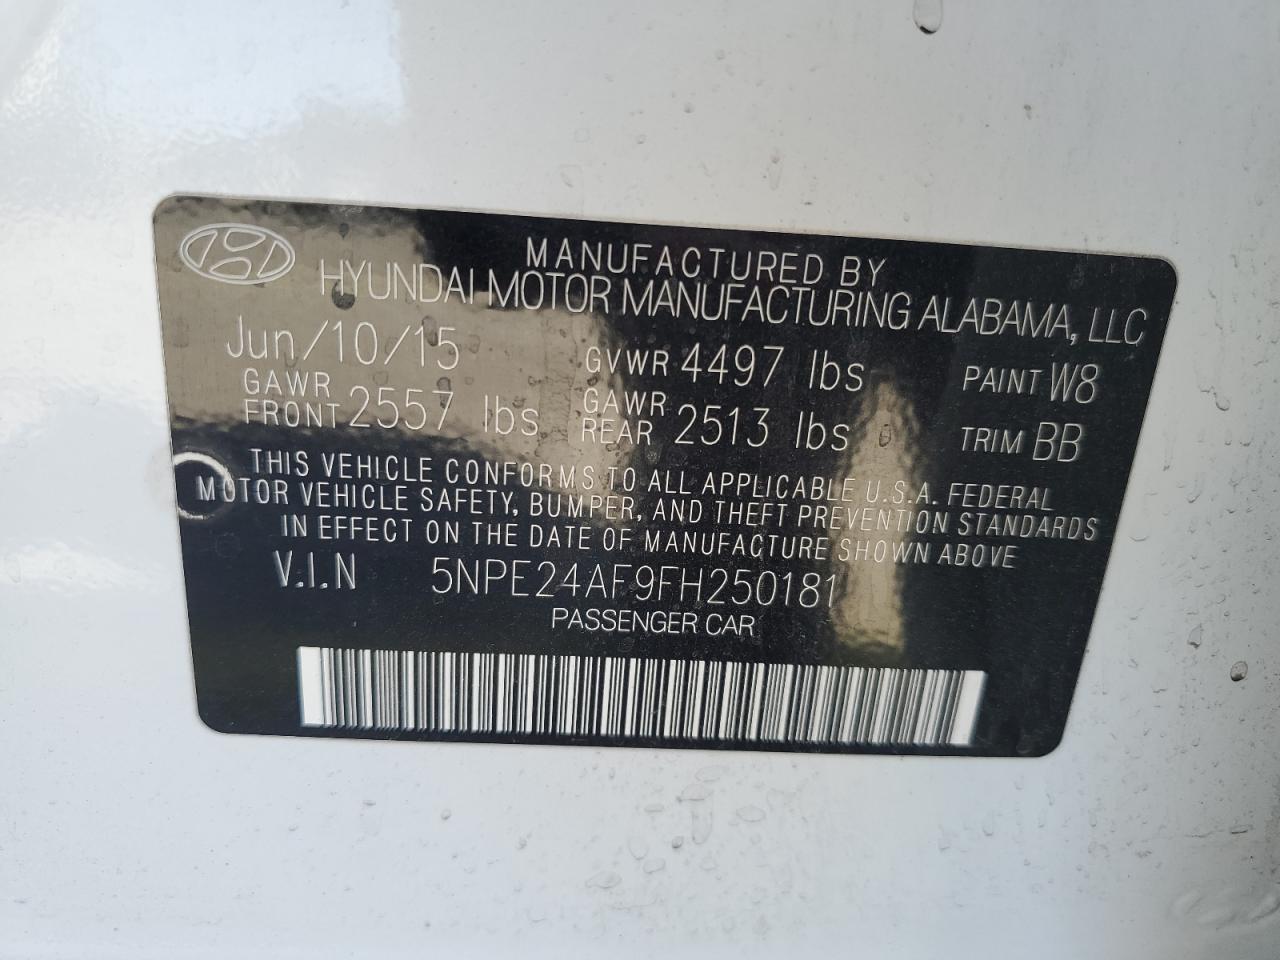 MANUFACTURED BY
HYUNDAI MOTOR MANUFACTURING ALABAMA, LLC
Jun/10/15 GVWR 4497 lbs PAINT W8
GAWR FRONT 2557 lbs GAWR REAR 2513 lbs TRIM BB
THIS VEHICLE CONFORMS TO ALL APPLICABLE U.S.A. FEDERAL
MOTOR VEHICLE SAFETY, BUMPER, AND THEFT PREVENTION STANDARDS
IN EFFECT ON THE DATE OF MANUFACTURE SHOWN ABOVE
V.I.N 5NPE24AF9FH250181
PASSENGER CAR